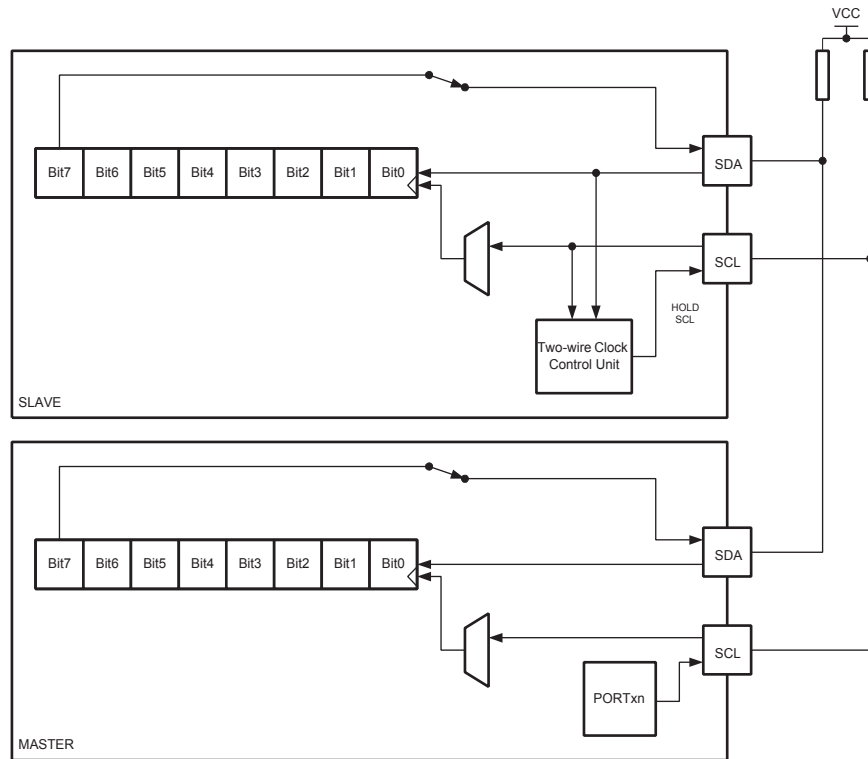 VCC
Bit7 Bit6 Bit5 Bit4 Bit3 Bit2 Bit1 Bit0
SDA
SCL
HOLD
SCL
Two-wire Clock
Control Unit
SLAVE
Bit7 Bit6 Bit5 Bit4 Bit3 Bit2 Bit1 Bit0
SDA
SCL
PORTxn
MASTER